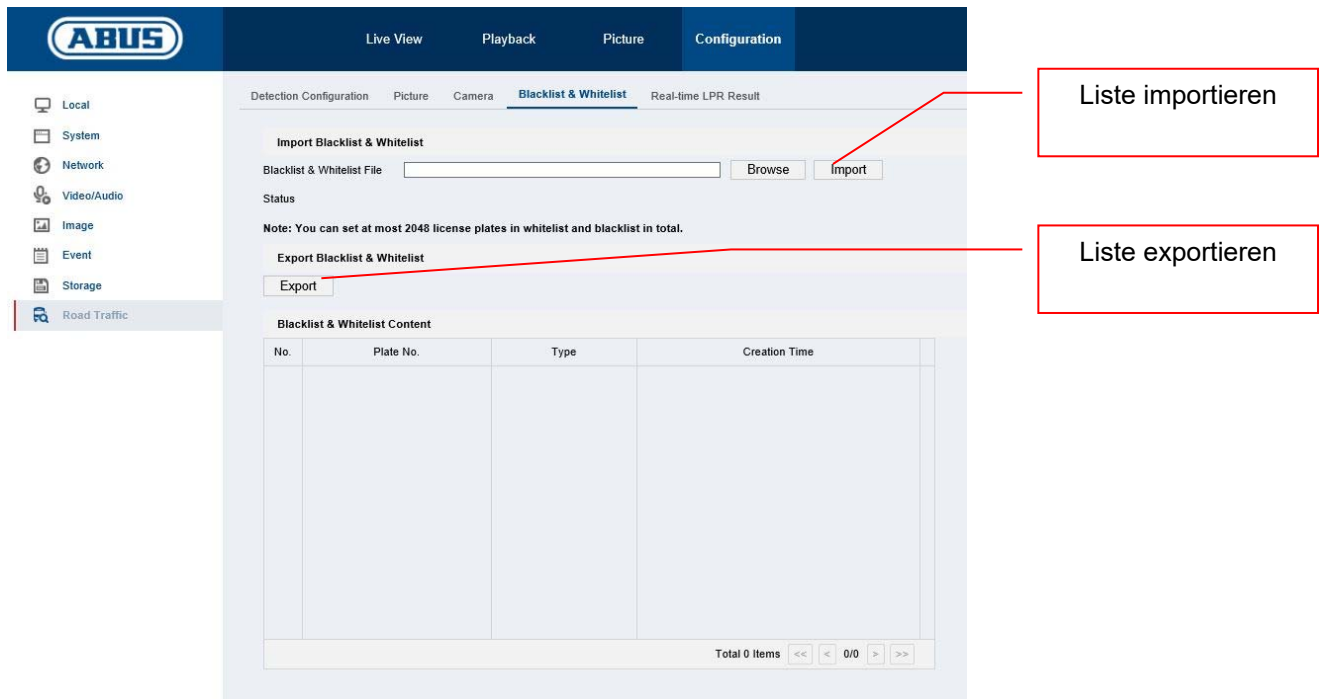 ABUS
Live View Playback Picture Configuration
Local
System
Network
Video/Audio
Image
Event
Storage
Road Traffic
Detection Configuration Picture Camera Blacklist & Whitelist Real-time LPR Result
Import Blacklist & Whitelist
Blacklist & Whitelist File Browse Import
Status
Note: You can set at most 2048 license plates in whitelist and blacklist in total.
Export Blacklist & Whitelist
Export
Blacklist & Whitelist Content
No. Plate No. Type Creation Time
Total 0 Items << < 0/0 > >>
Liste importieren
Liste exportieren